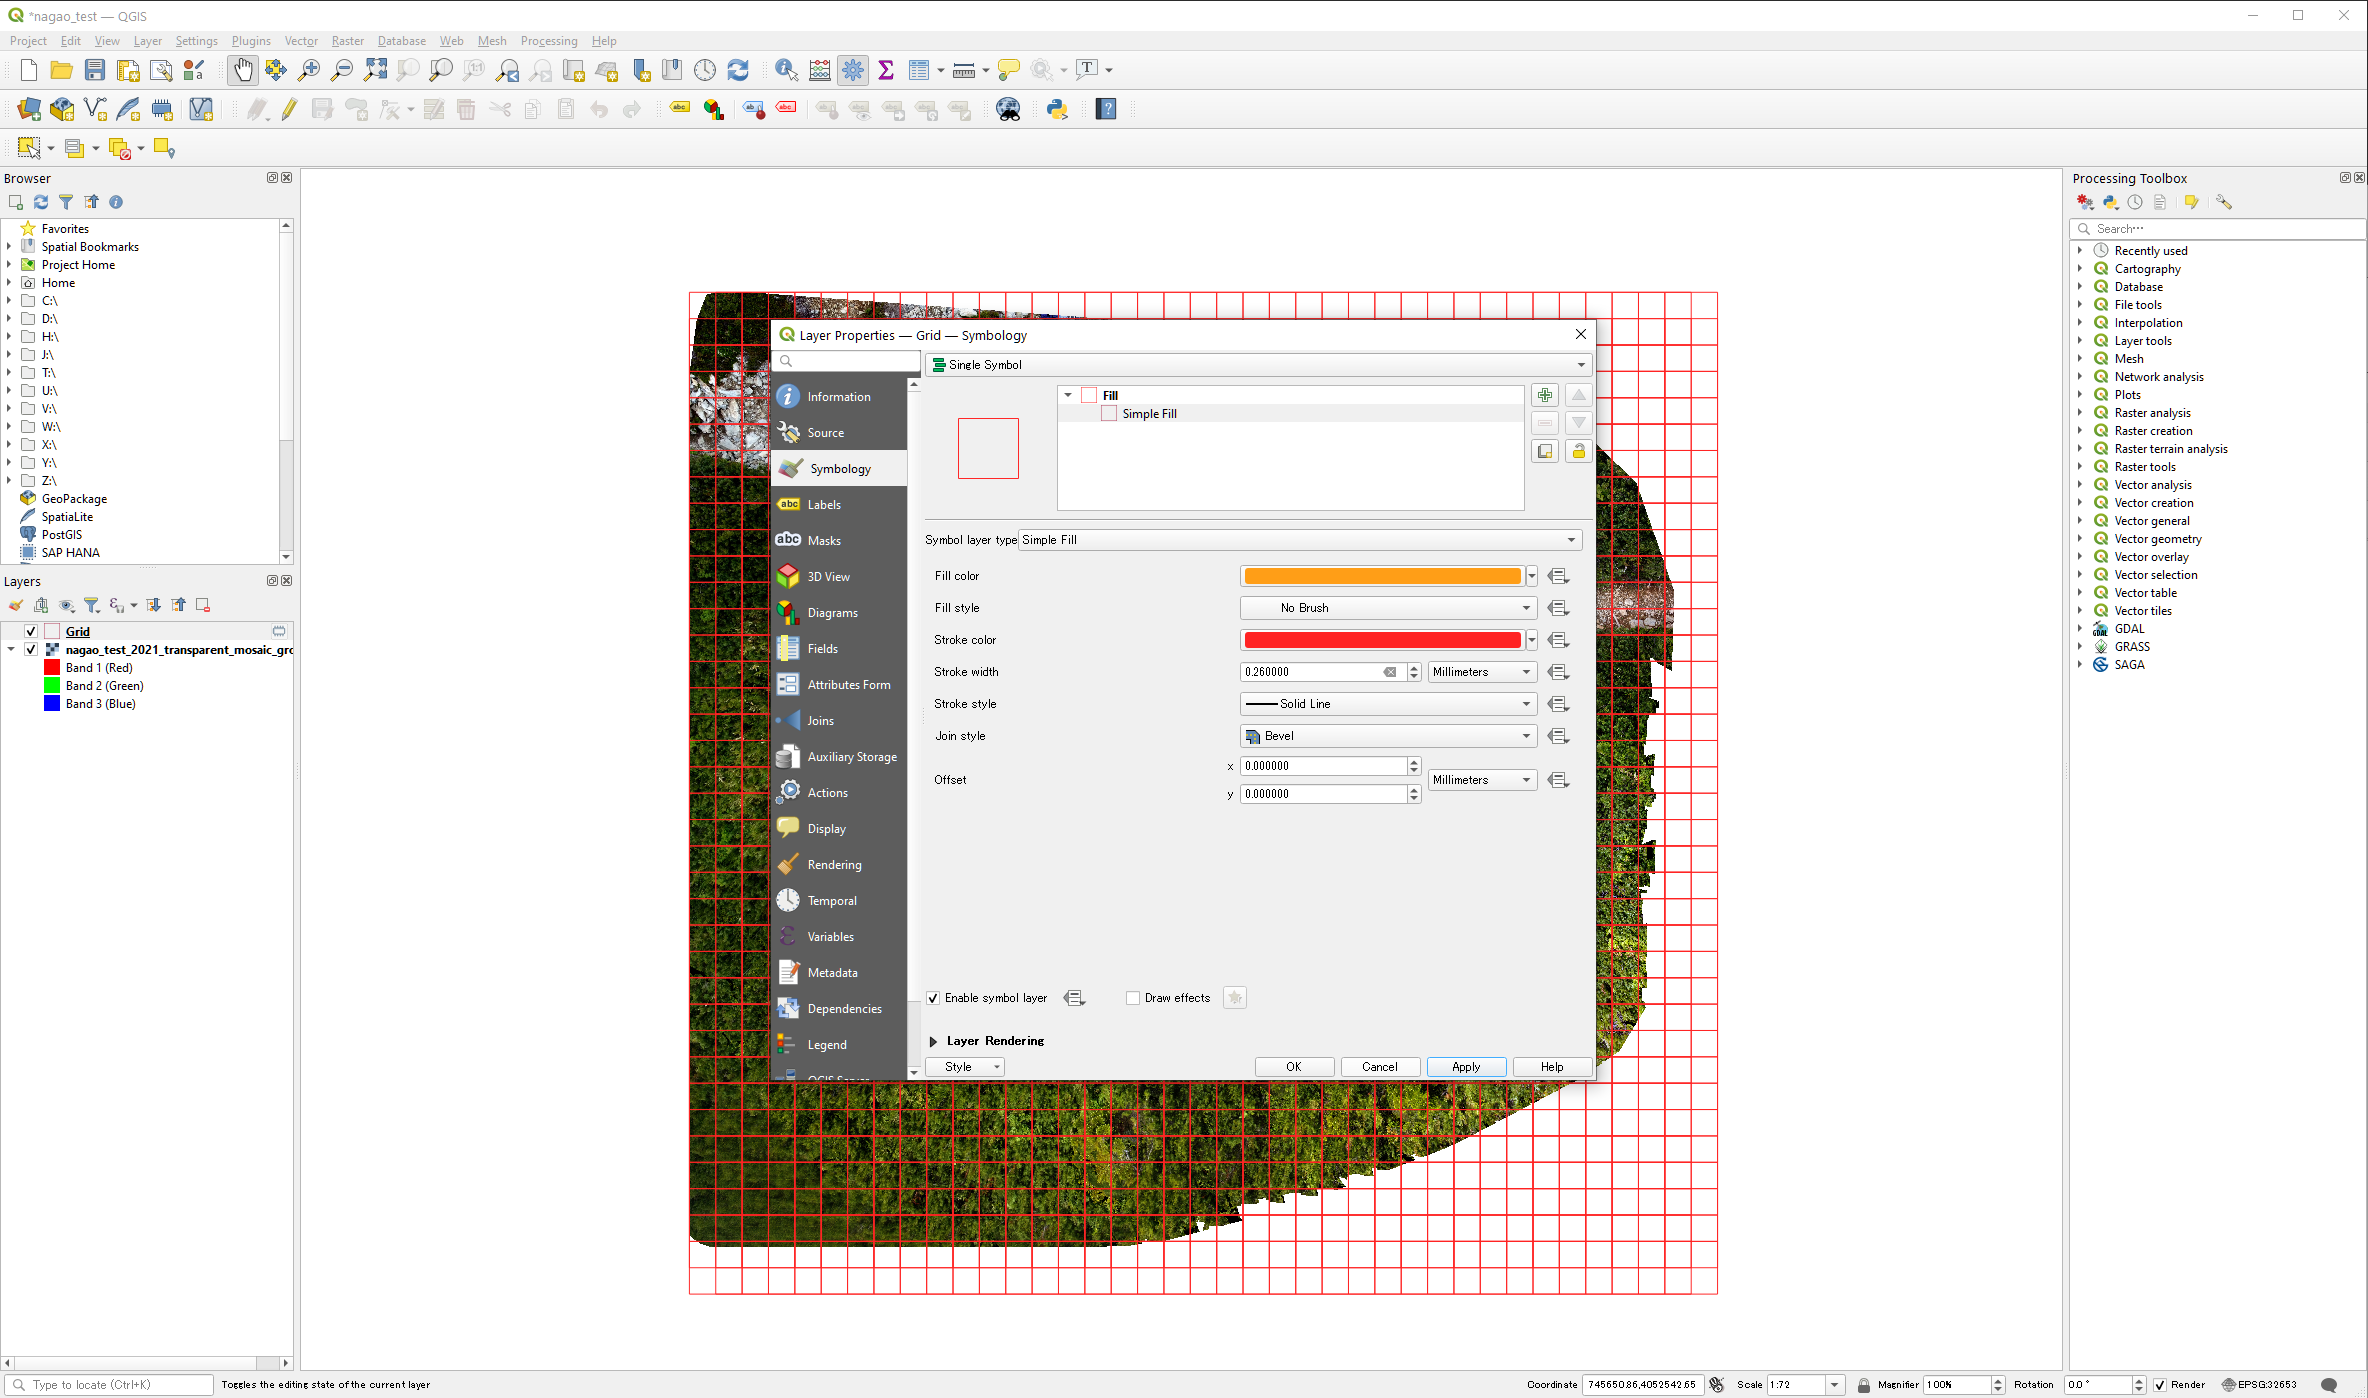 *nagao_test — QGIS
Project Edit View Layer Settings Plugins Vector Raster Database Web Mesh Processing Help
Browser
Favorites
Spatial Bookmarks
Project Home
Home
C:\
D:\
H:\
J:\
T:\
U:\
V:\
W:\
X:\
Y:\
Z:\
GeoPackage
SpatiaLite
PostGIS
SAP HANA
Layers
Grid
nagao_test_2021_transparent_mosaic_gro
Band 1 (Red)
Band 2 (Green)
Band 3 (Blue)
Layer Properties — Grid — Symbology
Information
Source
Symbology
abc Labels
abc Masks
3D View
Diagrams
Fields
Attributes Form
Joins
Auxiliary Storage
Actions
Display
Rendering
Temporal
Variables
Metadata
Dependencies
Legend
QGIS Server
Single Symbol
Fill
Simple Fill
Symbol layer type Simple Fill
Fill color
Fill style No Brush
Stroke color
Stroke width 0.260000 Millimeters
Stroke style Solid Line
Join style Bevel
Offset x 0.000000 Millimeters
y 0.000000
Enable symbol layer Draw effects
Layer Rendering
Style OK Cancel Apply Help
Processing Toolbox
Search…
Recently used
Cartography
Database
File tools
Interpolation
Layer tools
Mesh
Network analysis
Plots
Raster analysis
Raster creation
Raster terrain analysis
Raster tools
Vector analysis
Vector creation
Vector general
Vector geometry
Vector overlay
Vector selection
Vector table
Vector tiles
GDAL
GRASS
SAGA
Type to locate (Ctrl+K) Toggles the editing state of the current layer Coordinate 745650.86,4052542.65 Scale 1:72 Magnifier 100% Rotation 0.0 ° Render EPSG:32653